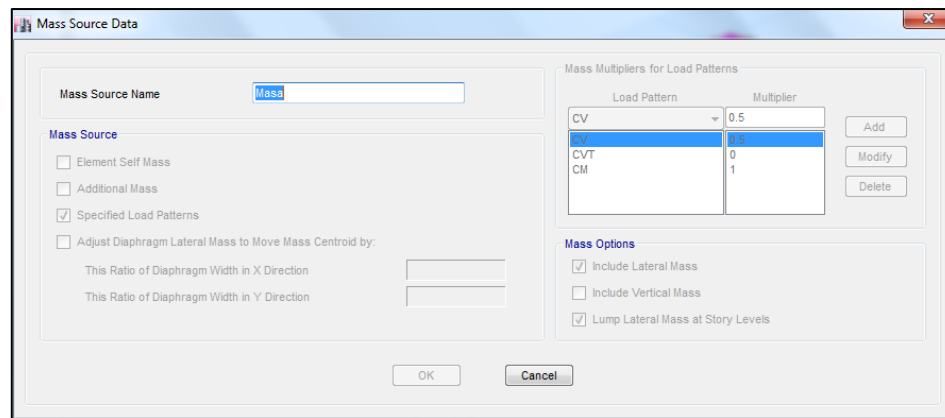 Mass Source Data
Mass Source Name
Masa
Mass Source
Element Self Mass
Additional Mass
Specified Load Patterns
Adjust Diaphragm Lateral Mass to Move Mass Centroid by:
This Ratio of Diaphragm Width in X Direction
This Ratio of Diaphragm Width in Y Direction
Mass Multipliers for Load Patterns
Load Pattern Multiplier
CV 0.5
CV 0.5
CVT 0
CM 1
Add
Modify
Delete
Mass Options
Include Lateral Mass
Include Vertical Mass
Lump Lateral Mass at Story Levels
OK Cancel